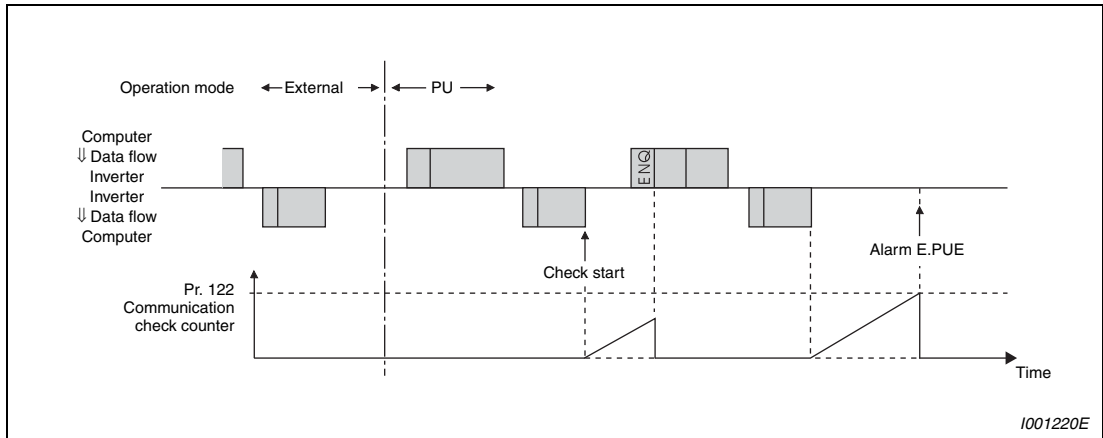 Operation mode
External
PU
Computer
⇓ Data flow
Inverter
Inverter
⇓ Data flow
Computer
ENQ
Check start
Alarm E.PUE
Pr. 122
Communication
check counter
Time
I001220E